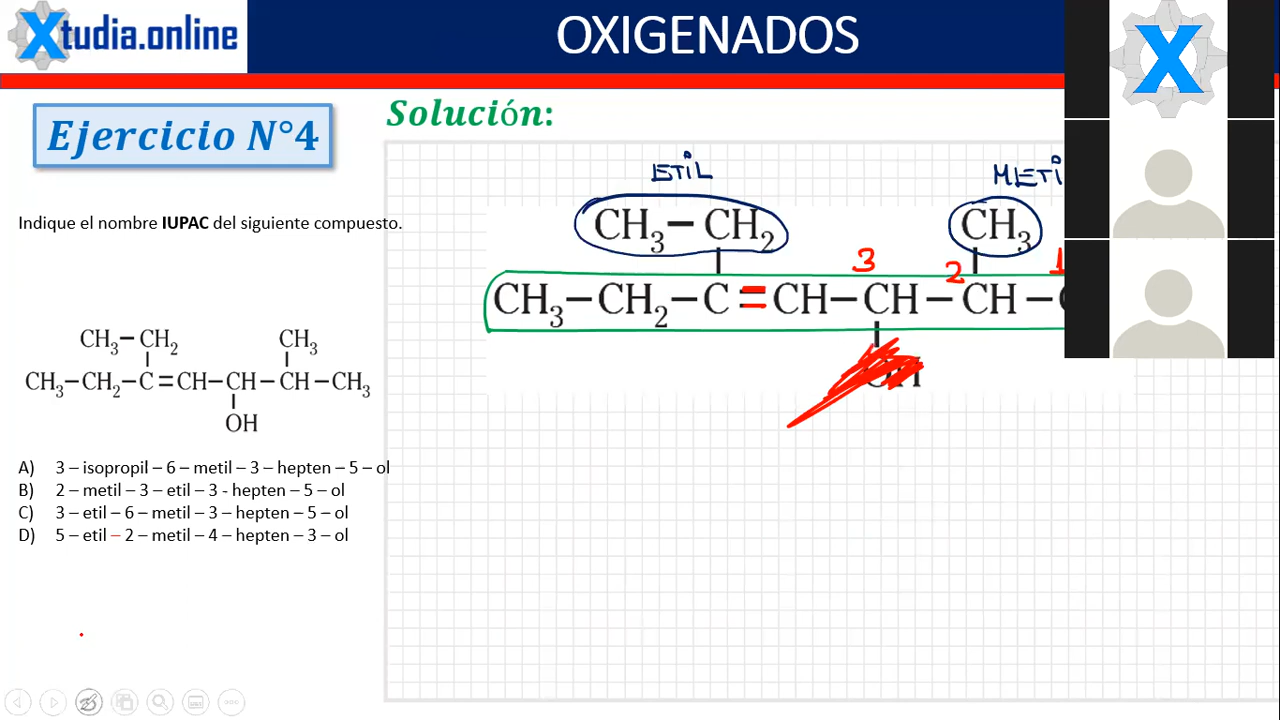 Xtudia.online
OXIGENADOS
Ejercicio N°4
Solución:
Indique el nombre IUPAC del siguiente compuesto.
CH₃–CH₂ CH₃
CH₃–CH₂–C=CH–CH–CH–CH₃
OH
A) 3 – isopropil – 6 – metil – 3 – hepten – 5 – ol
B) 2 – metil – 3 – etil – 3 - hepten – 5 – ol
C) 3 – etil – 6 – metil – 3 – hepten – 5 – ol
D) 5 – etil – 2 – metil – 4 – hepten – 3 – ol
ETIL METI
CH₃–CH₂ CH₃
3 2 1
CH₃–CH₂–C=CH–CH–CH–
OH
X